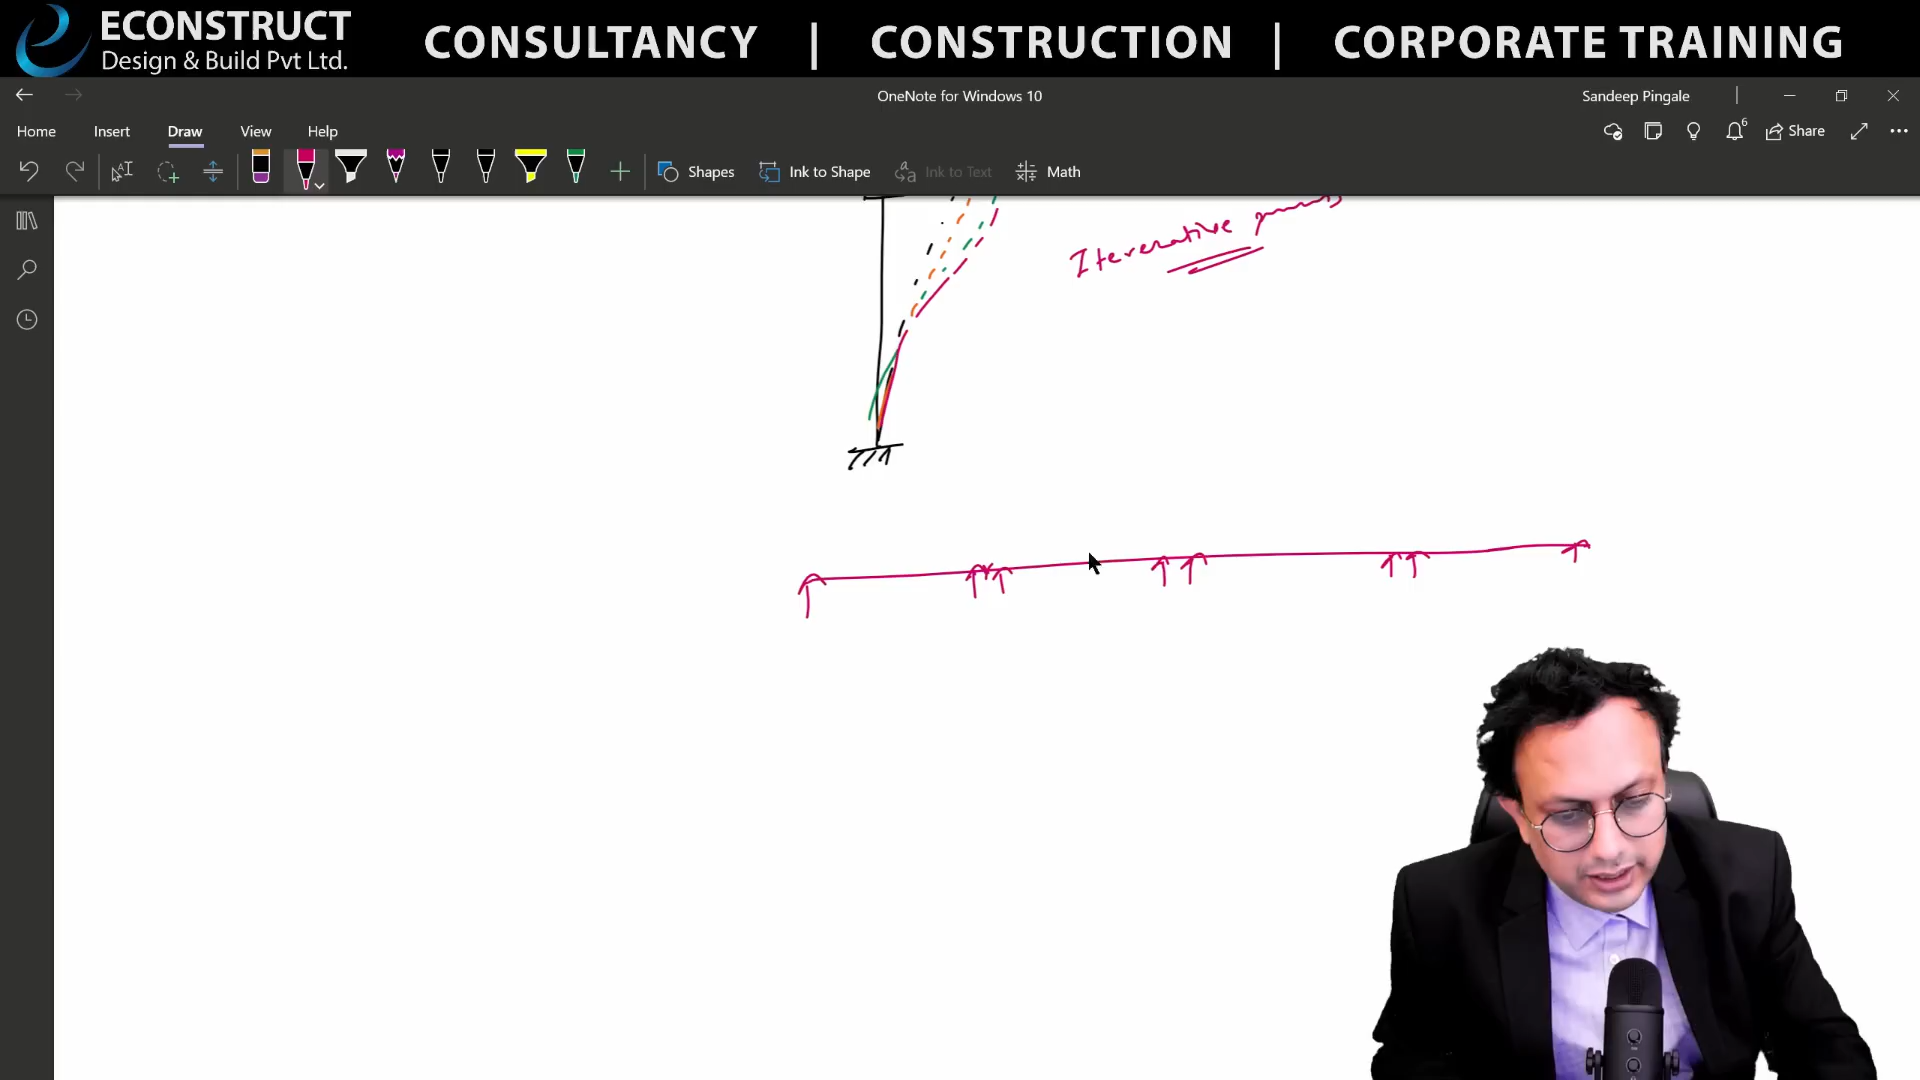 ECONSTRUCT
Design & Build Pvt Ltd.
CONSULTANCY | CONSTRUCTION | CORPORATE TRAINING
OneNote for Windows 10
Sandeep Pingale
Home Insert Draw View Help
6
Share
Shapes
Ink to Shape
Ink to Text
Math
Itererative